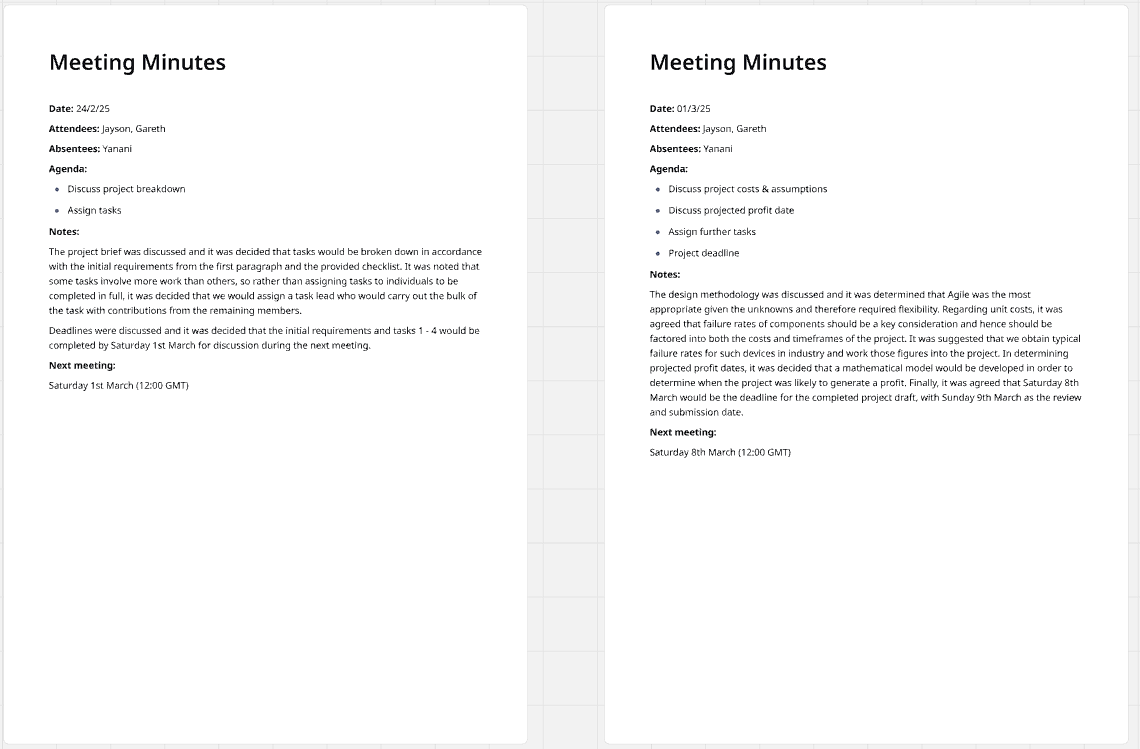 Meeting Minutes
Date: 24/2/25
Attendees: Jayson, Gareth
Absentees: Yanani
Agenda:
Discuss project breakdown
Assign tasks
Notes:
The project brief was discussed and it was decided that tasks would be broken down in accordance
with the initial requirements from the first paragraph and the provided checklist. It was noted that
some tasks involve more work than others, so rather than assigning tasks to individuals to be
completed in full, it was decided that we would assign a task lead who would carry out the bulk of
the task with contributions from the remaining members.
Deadlines were discussed and it was decided that the initial requirements and tasks 1 - 4 would be
completed by Saturday 1st March for discussion during the next meeting.
Next meeting:
Saturday 1st March (12:00 GMT)
Meeting Minutes
Date: 01/3/25
Attendees: Jayson, Gareth
Absentees: Yanani
Agenda:
Discuss project costs & assumptions
Discuss projected profit date
Assign further tasks
Project deadline
Notes:
The design methodology was discussed and it was determined that Agile was the most
appropriate given the unknowns and therefore required flexibility. Regarding unit costs, it was
agreed that failure rates of components should be a key consideration and hence should be
factored into both the costs and timeframes of the project. It was suggested that we obtain typical
failure rates for such devices in industry and work those figures into the project. In determining
projected profit dates, it was decided that a mathematical model would be developed in order to
determine when the project was likely to generate a profit. Finally, it was agreed that Saturday 8th
March would be the deadline for the completed project draft, with Sunday 9th March as the review
and submission date.
Next meeting:
Saturday 8th March (12:00 GMT)